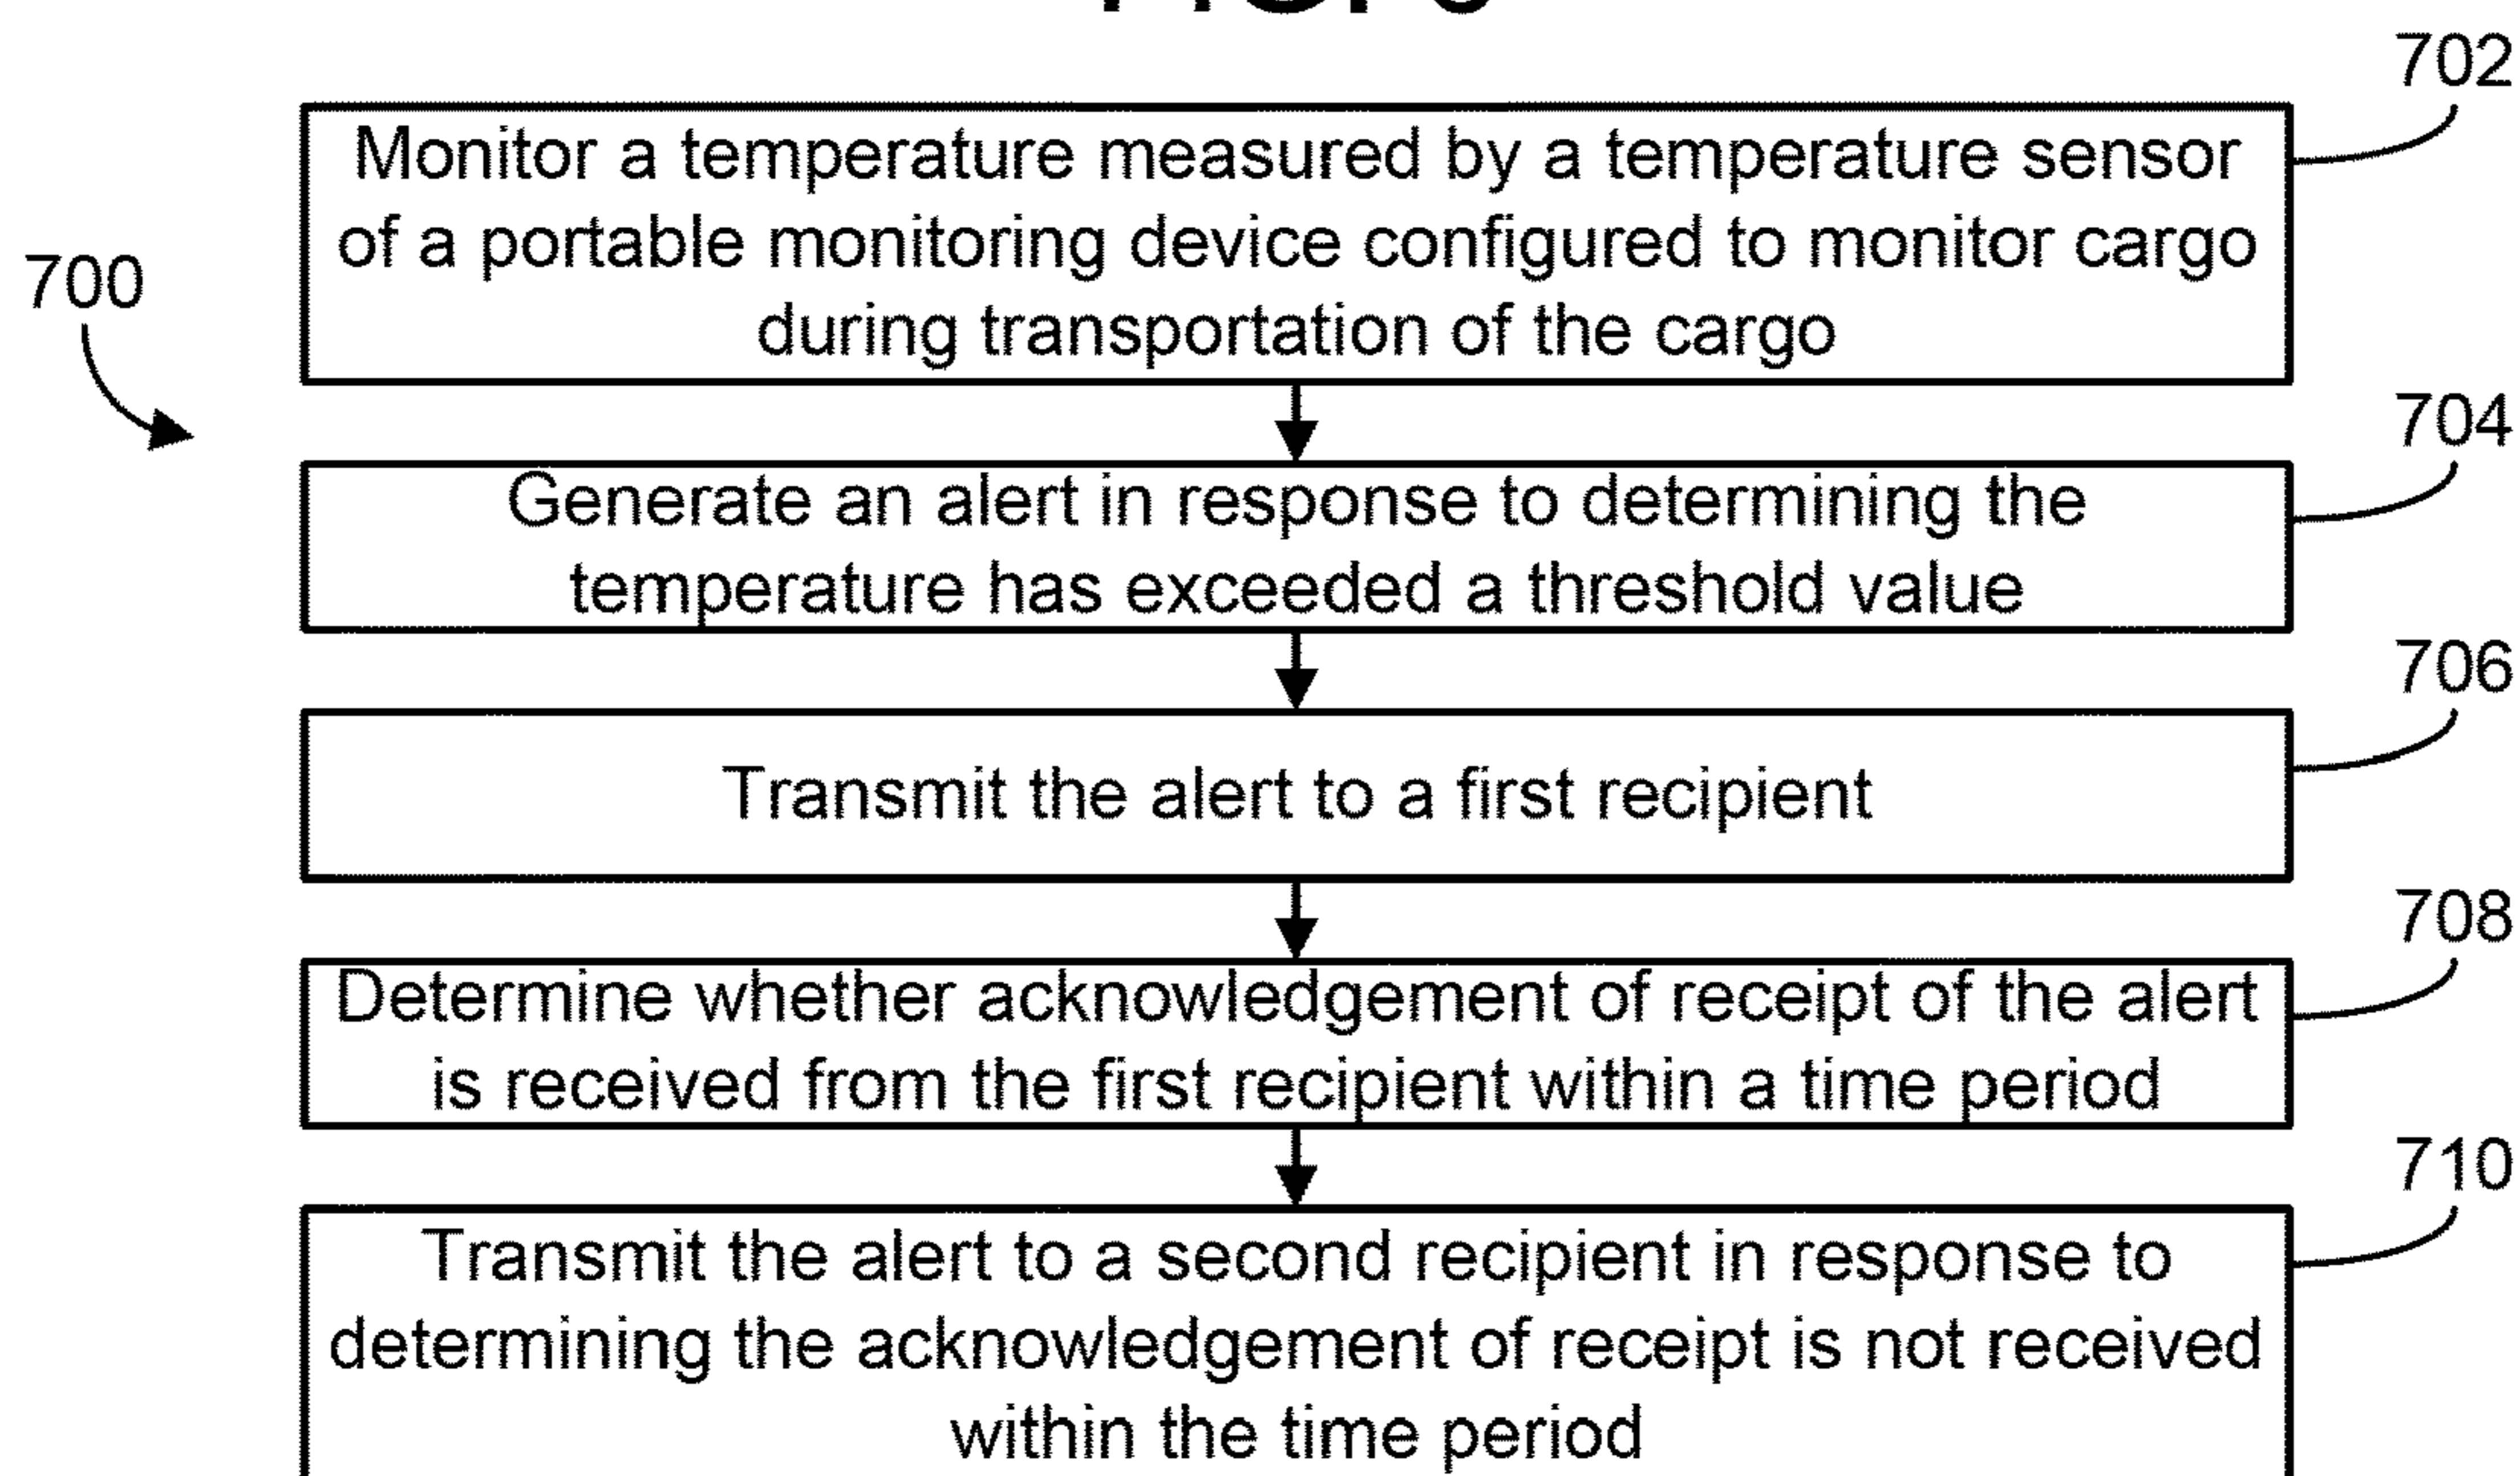 702
Monitor a temperature measured by a temperature sensor
of a portable monitoring device configured to monitor cargo
during transportation of the cargo
700
704
Generate an alert in response to determining the
temperature has exceeded a threshold value
706
Transmit the alert to a first recipient
708
Determine whether acknowledgement of receipt of the alert
is received from the first recipient within a time period
710
Transmit the alert to a second recipient in response to
determining the acknowledgement of receipt is not received
within the time period